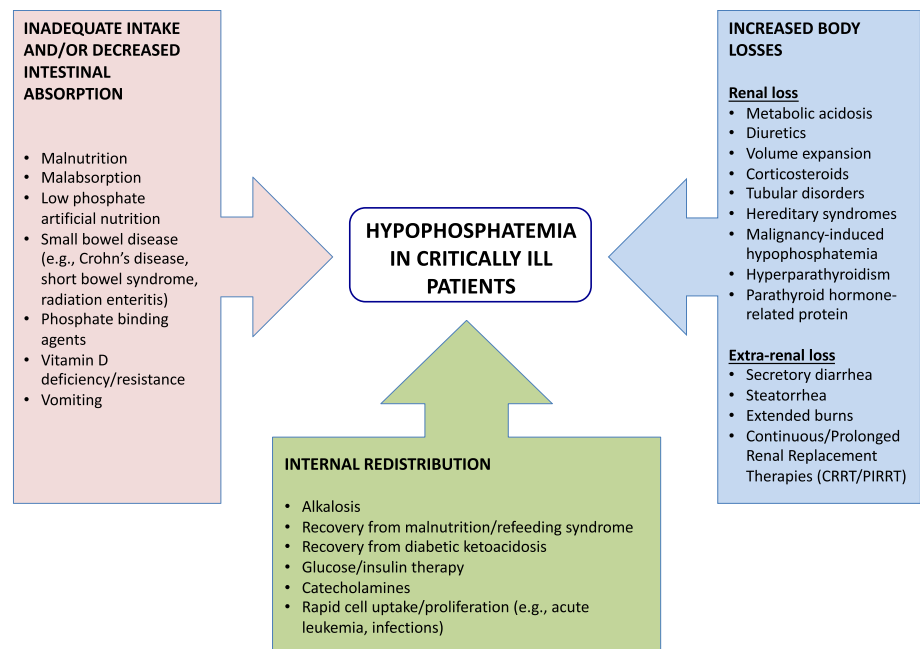 INADEQUATE INTAKE
AND/OR DECREASED
INTESTINAL
ABSORPTION
• Malnutrition
• Malabsorption
• Low phosphate
artificial nutrition
• Small bowel disease
(e.g., Crohn’s disease,
short bowel syndrome,
radiation enteritis)
• Phosphate binding
agents
• Vitamin D
deficiency/resistance
• Vomiting
HYPOPHOSPHATEMIA
IN CRITICALLY ILL
PATIENTS
INCREASED BODY
LOSSES
Renal loss
• Metabolic acidosis
• Diuretics
• Volume expansion
• Corticosteroids
• Tubular disorders
• Hereditary syndromes
• Malignancy-induced
hypophosphatemia
• Hyperparathyroidism
• Parathyroid hormone-
related protein
Extra-renal loss
• Secretory diarrhea
• Steatorrhea
• Extended burns
• Continuous/Prolonged
Renal Replacement
Therapies (CRRT/PIRRT)
INTERNAL REDISTRIBUTION
• Alkalosis
• Recovery from malnutrition/refeeding syndrome
• Recovery from diabetic ketoacidosis
• Glucose/insulin therapy
• Catecholamines
• Rapid cell uptake/proliferation (e.g., acute
leukemia, infections)